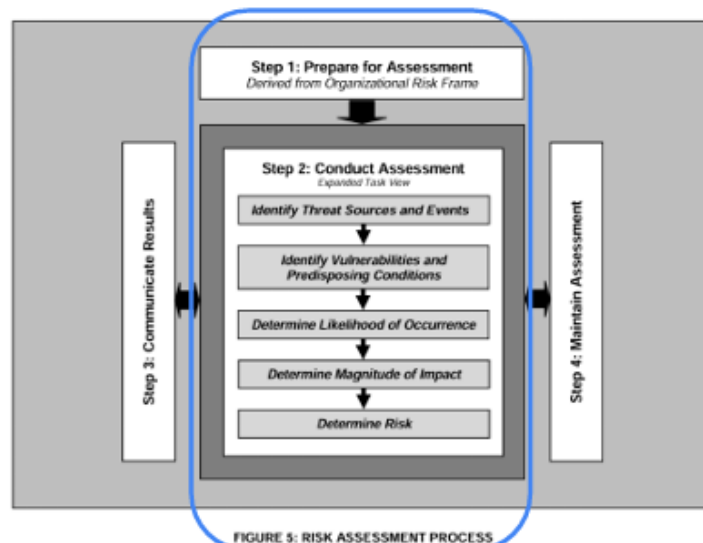 Step 1: Prepare for Assessment
Derived from Organizational Risk Frame
Step 2: Conduct Assessment
Expanded Task View
Identify Threat Sources and Events
Identify Vulnerabilities and
Predisposing Conditions
Determine Likelihood of Occurrence
Determine Magnitude of Impact
Determine Risk
Step 3: Communicate Results
Step 4: Maintain Assessment
FIGURE 5: RISK ASSESSMENT PROCESS